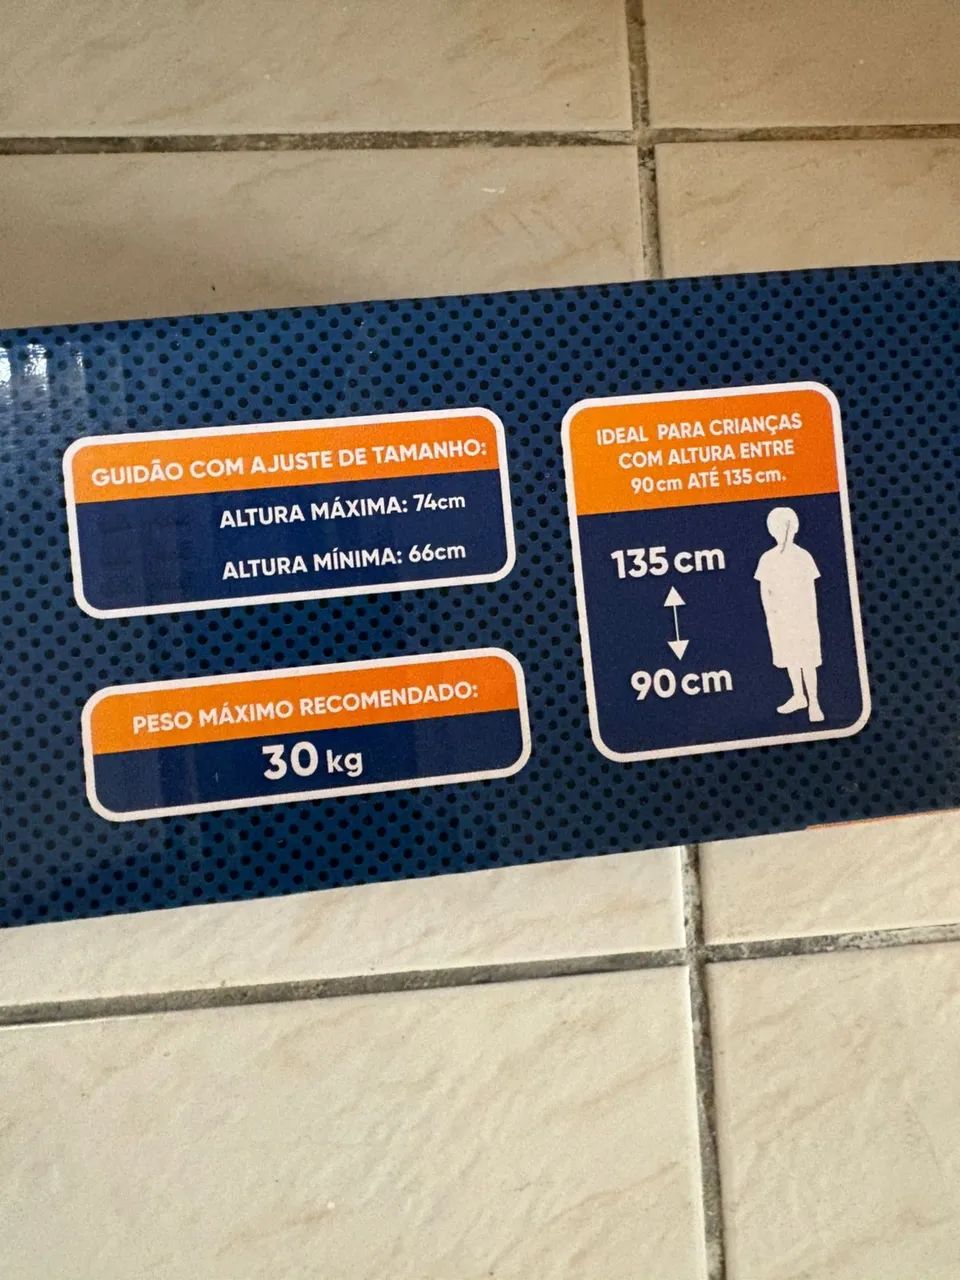 GUIDÃO COM AJUSTE DE TAMANHO:
ALTURA MÁXIMA: 74cm
ALTURA MÍNIMA: 66cm
PESO MÁXIMO RECOMENDADO:
30 kg
IDEAL PARA CRIANÇAS
COM ALTURA ENTRE
90 cm ATÉ 135 cm.
135 cm
90 cm